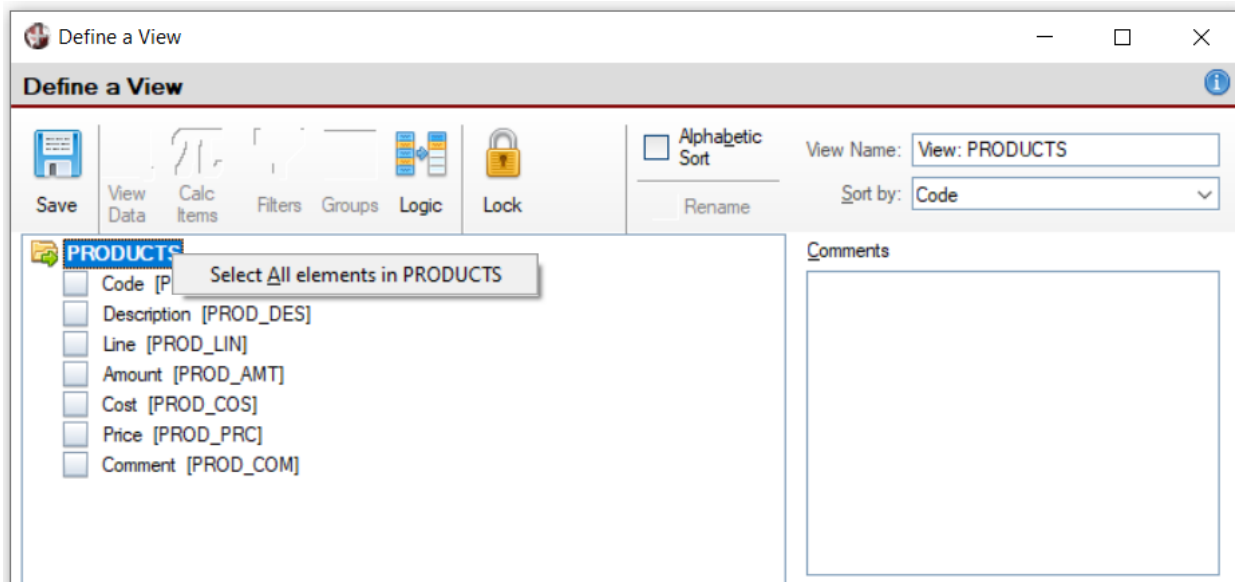 Define a View
Define a View
Save
View
Data
Calc
Items
Filters
Groups
Logic
Lock
Alphabetic
Sort
Rename
View Name: View: PRODUCTS
Sort by: Code
PRODUCTS
Select All elements in PRODUCTS
Code [P
Description [PROD_DES]
Line [PROD_LIN]
Amount [PROD_AMT]
Cost [PROD_COS]
Price [PROD_PRC]
Comment [PROD_COM]
Comments